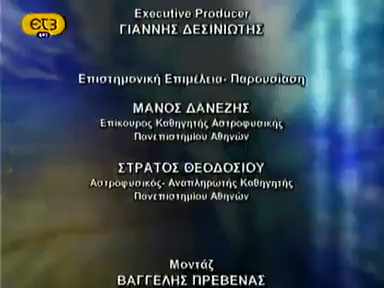 ΕΤ3
ΕΡΤ
Executive Producer
ΓΙΑΝΝΗΣ ΔΕΣΙΝΙΩΤΗΣ
Επιστημονική Επιμέλεια- Παρουσίαση
ΜΑΝΟΣ ΔΑΝΕΖΗΣ
Επίκουρος Καθηγητής Αστροφυσικής
Πανεπιστημίου Αθηνών
ΣΤΡΑΤΟΣ ΘΕΟΔΟΣΙΟΥ
Αστροφυσικός- Αναπληρωτής Καθηγητής
Πανεπιστημίου Αθηνών
Μοντάζ
ΒΑΓΓΕΛΗΣ ΠΡΕΒΕΝΑΣ